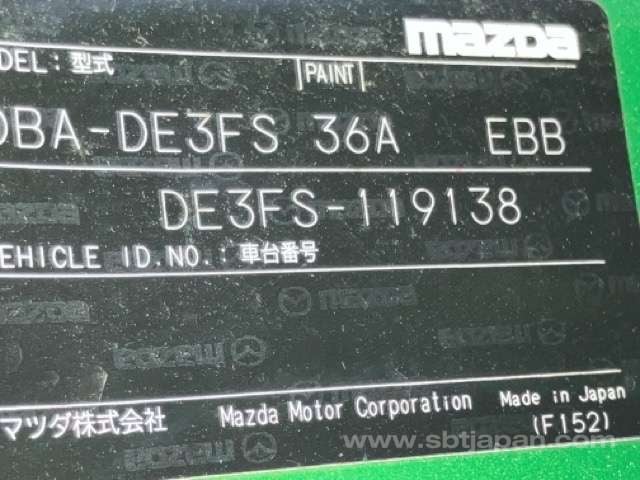 mazda
DEL : 型式 PAINT
DBA-DE3FS 36A EBB
DE3FS-119138
EHICLE ID.NO.: 車台番号
マツダ株式会社 Mazda Motor Corporation Made in Japan
(F152)
www.sbtjapan.com